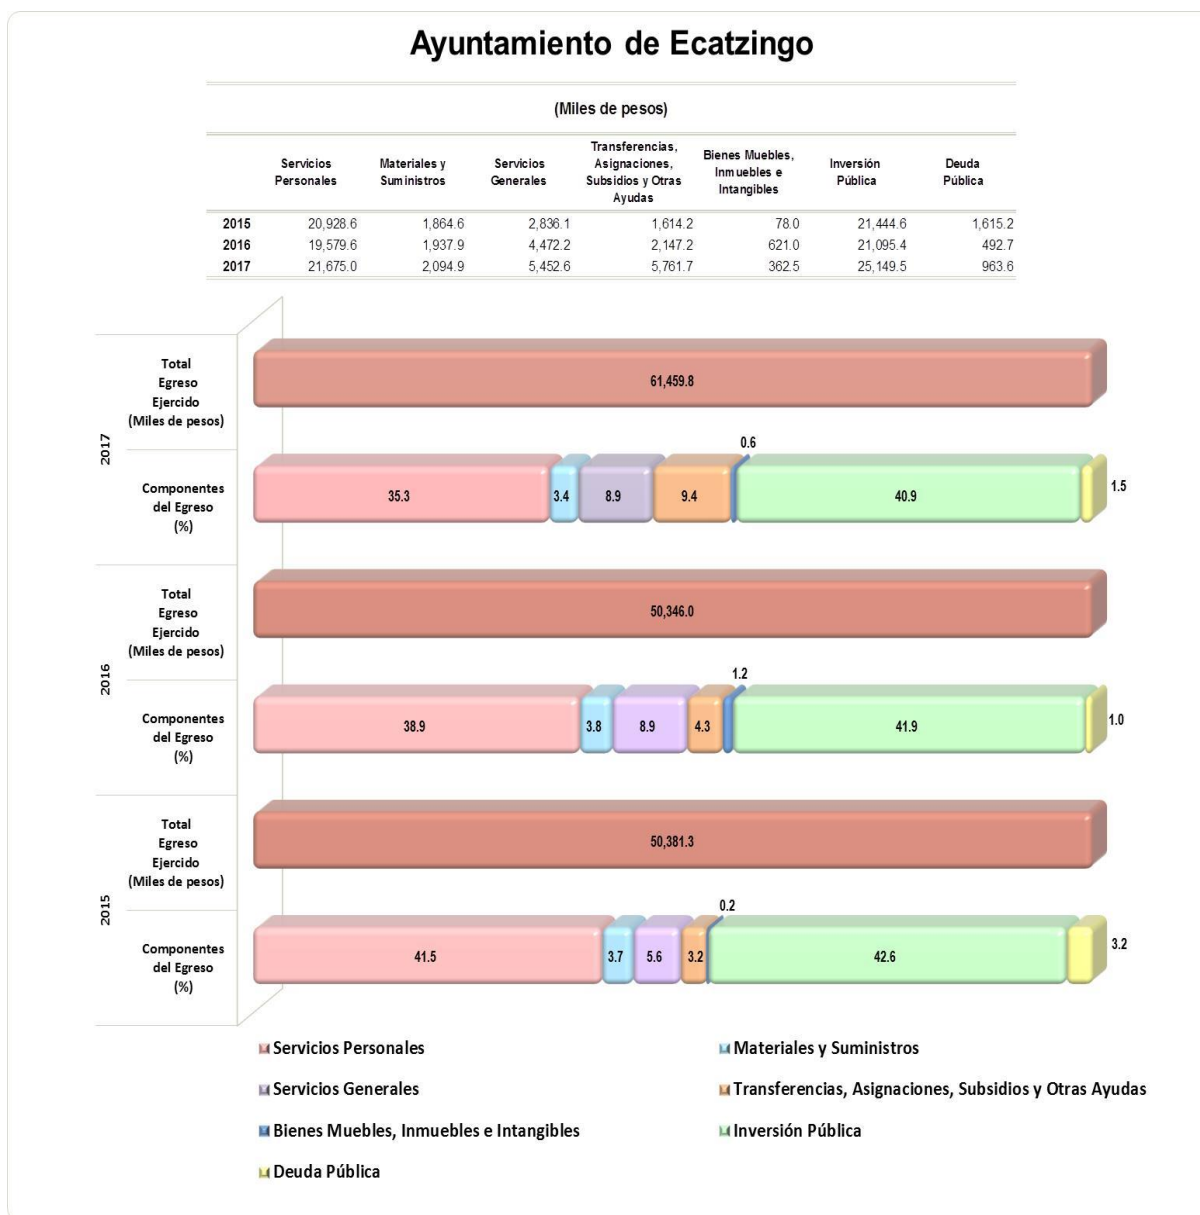 Ayuntamiento de Ecatzingo
(Miles de pesos)
Servicios Personales
Materiales y Suministros
Servicios Generales
Transferencias, Asignaciones, Subsidios y Otras Ayudas
Bienes Muebles, Inmuebles e Intangibles
Inversión Pública
Deuda Pública
2015 20,928.6 1,864.6 2,836.1 1,614.2 78.0 21,444.6 1,615.2
2016 19,579.6 1,937.9 4,472.2 2,147.2 621.0 21,095.4 492.7
2017 21,675.0 2,094.9 5,452.6 5,761.7 362.5 25,149.5 963.6
2017
Total
Egreso
Ejercido
(Miles de pesos)
61,459.8
Componentes
del Egreso
(%)
35.3 3.4 8.9 9.4 0.6 40.9 1.5
2016
Total
Egreso
Ejercido
(Miles de pesos)
50,346.0
Componentes
del Egreso
(%)
38.9 3.8 8.9 4.3 1.2 41.9 1.0
2015
Total
Egreso
Ejercido
(Miles de pesos)
50,381.3
Componentes
del Egreso
(%)
41.5 3.7 5.6 3.2 0.2 42.6 3.2
Servicios Personales
Materiales y Suministros
Servicios Generales
Transferencias, Asignaciones, Subsidios y Otras Ayudas
Bienes Muebles, Inmuebles e Intangibles
Inversión Pública
Deuda Pública